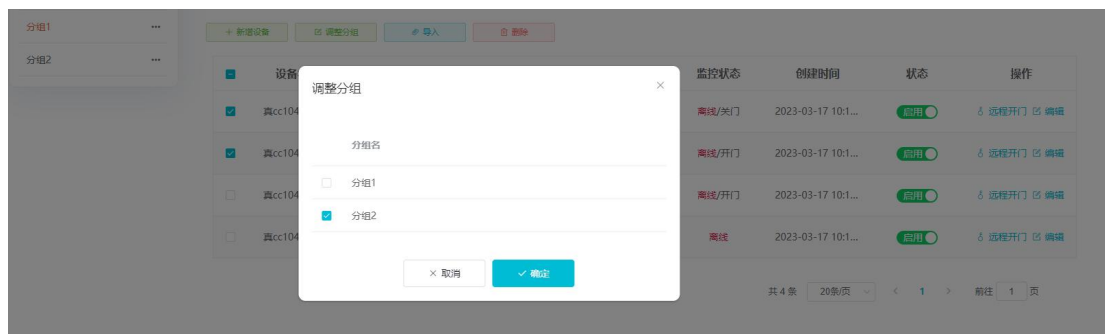 分组1 •••
分组2 •••
+ 新增设备 调整分组 导入 删除
设备 监控状态 创建时间 状态 操作
真cc104 离线/关门 2023-03-17 10:1... 启用 远程开门 编辑
真cc104 离线/开门 2023-03-17 10:1... 启用 远程开门 编辑
真cc104 离线/开门 2023-03-17 10:1... 启用 远程开门 编辑
真cc104 离线 2023-03-17 10:1... 启用 远程开门 编辑
调整分组 ×
分组名
分组1
分组2
× 取消 ✓ 确定
共 4 条 20条/页 < 1 > 前往 1 页